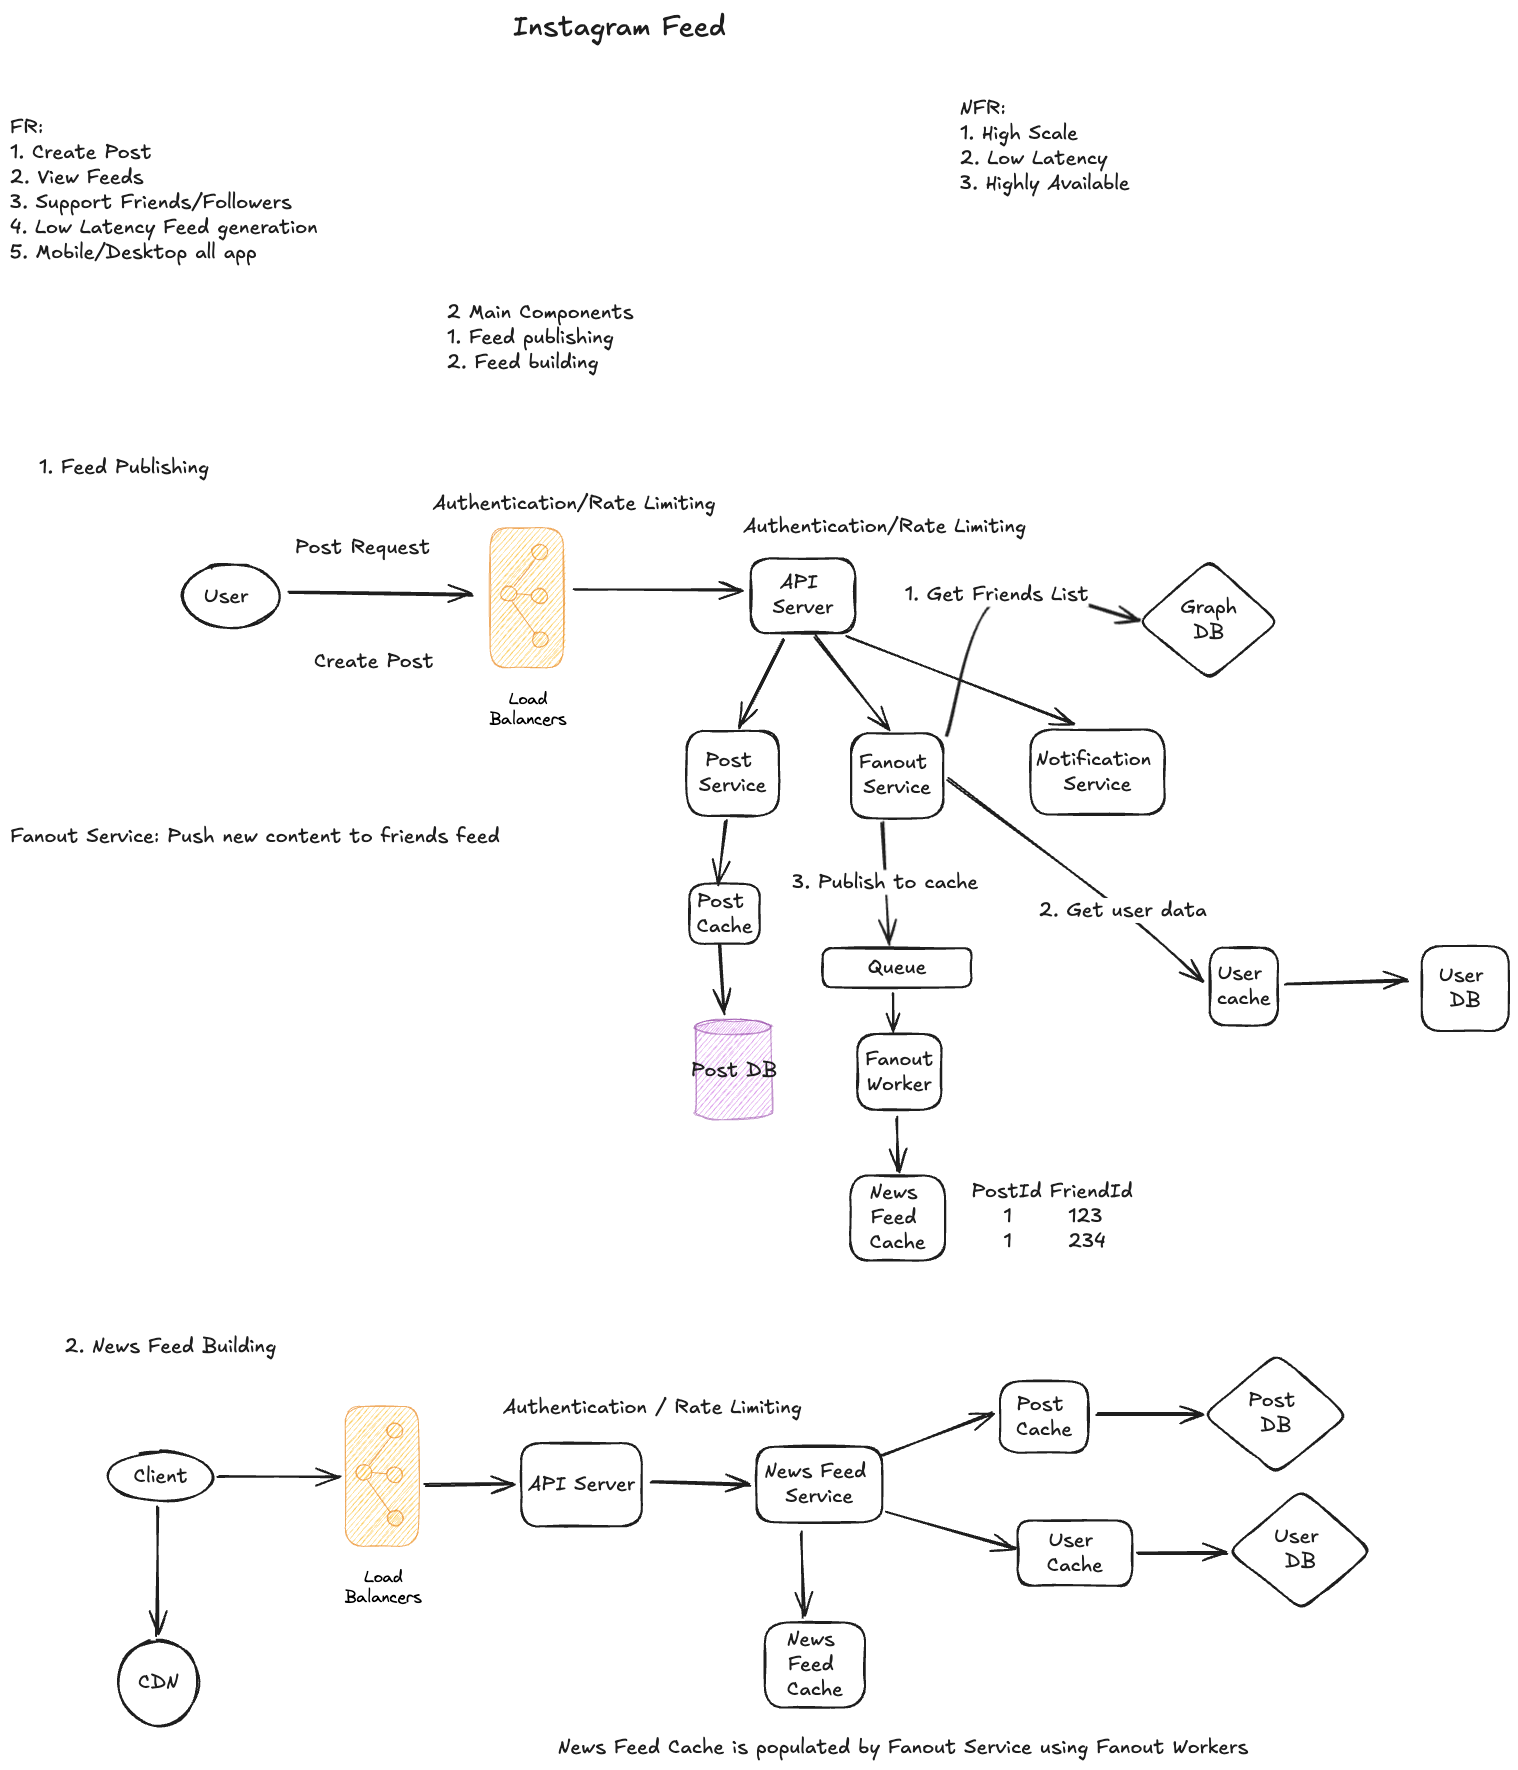 Instagram Feed
FR:
1. Create Post
2. View Feeds
3. Support Friends/Followers
4. Low Latency Feed generation
5. Mobile/Desktop all app
NFR:
1. High Scale
2. Low Latency
3. Highly Available
2 Main Components
1. Feed publishing
2. Feed building
1. Feed Publishing
Authentication/Rate Limiting
Authentication/Rate Limiting
Post Request
User
Create Post
Load
Balancers
API
Server
1. Get Friends List
Graph
DB
Post
Service
Fanout
Service
Notification
Service
Fanout Service: Push new content to friends feed
3. Publish to cache
2. Get user data
Post
Cache
Queue
User
cache
User
DB
Post DB
Fanout
Worker
News
Feed
Cache
PostId FriendId
1 123
1 234
2. News Feed Building
Authentication / Rate Limiting
Client
Load
Balancers
API Server
News Feed
Service
Post
Cache
Post
DB
User
Cache
User
DB
CDN
News
Feed
Cache
News Feed Cache is populated by Fanout Service using Fanout Workers